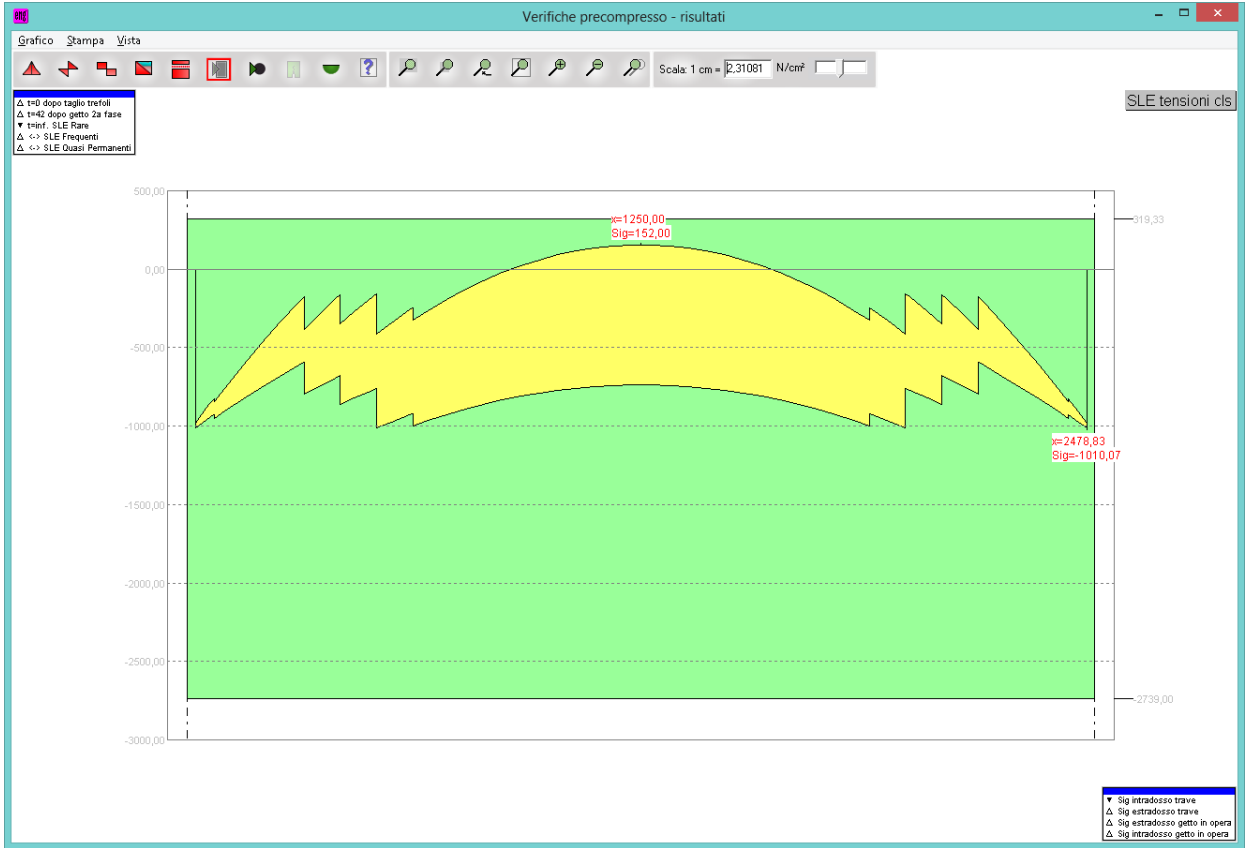 eng
Verifiche precompresso - risultati
Grafico Stampa Vista
Scala: 1 cm = 2,31081 N/cm²
t=0 dopo taglio trefoli
t=42 dopo getto 2a fase
t=inf. SLE Rare
<-> SLE Frequenti
<-> SLE Quasi Permanenti
SLE tensioni cls
500,00
319,33
x=1250,00
Sig=152,00
0,00
-500,00
-1000,00
x=2478,83
Sig=-1010,07
-1500,00
-2000,00
-2500,00
-2739,00
-3000,00
Sig intradosso trave
Sig estradosso trave
Sig estradosso getto in opera
Sig intradosso getto in opera